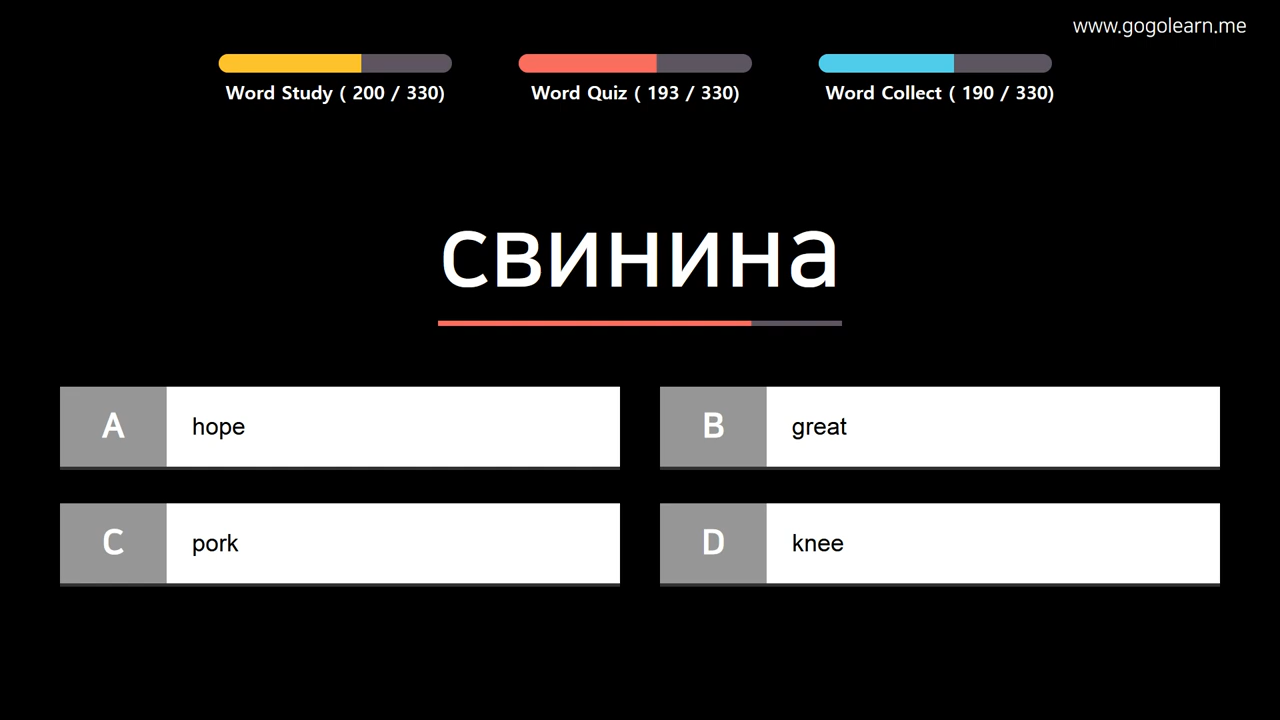 www.gogolearn.me
Word Study ( 200 / 330)
Word Quiz ( 193 / 330)
Word Collect ( 190 / 330)
свинина
A hope
B great
C pork
D knee